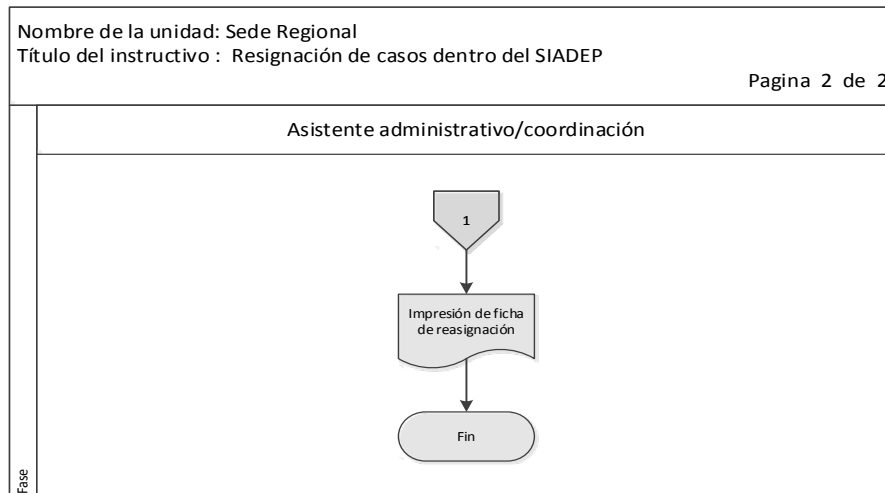 Nombre de la unidad: Sede Regional
Título del instructivo : Resignación de casos dentro del SIADEP
Pagina 2 de 2
Asistente administrativo/coordinación
1
Impresión de ficha
de reasignación
Fin
Fase